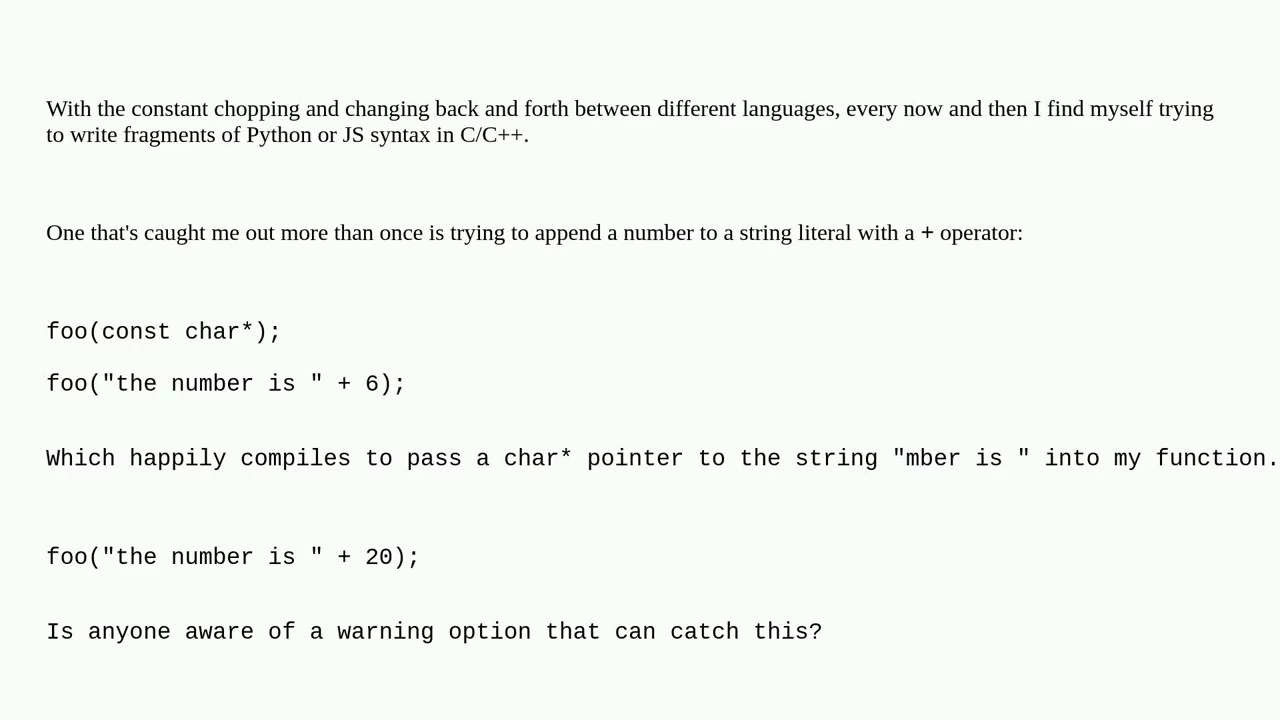 With the constant chopping and changing back and forth between different languages, every now and then I find myself trying
to write fragments of Python or JS syntax in C/C++.
One that's caught me out more than once is trying to append a number to a string literal with a + operator:
foo(const char*);
foo("the number is " + 6);
Which happily compiles to pass a char* pointer to the string "mber is " into my function.
foo("the number is " + 20);
Is anyone aware of a warning option that can catch this?